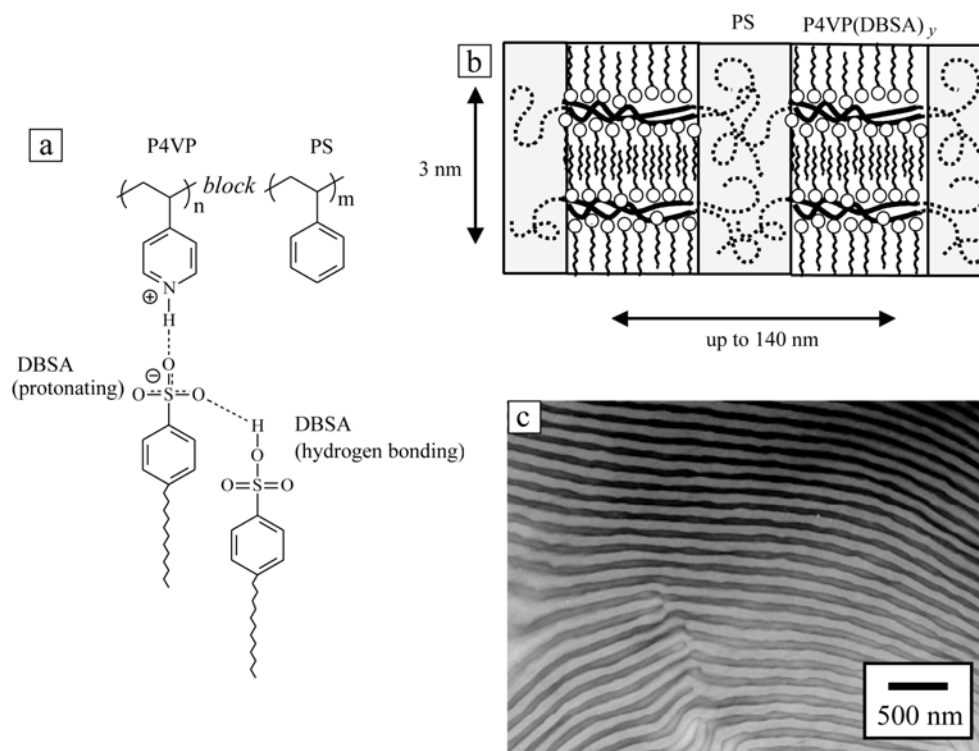 a
P4VP
PS
n
block
m
N
⊕
H
DBSA
(protonating)
⊖
O
O=S=O
H
O
O=S=O
DBSA
(hydrogen bonding)
b
PS
P4VP(DBSA) y
3 nm
up to 140 nm
c
500 nm